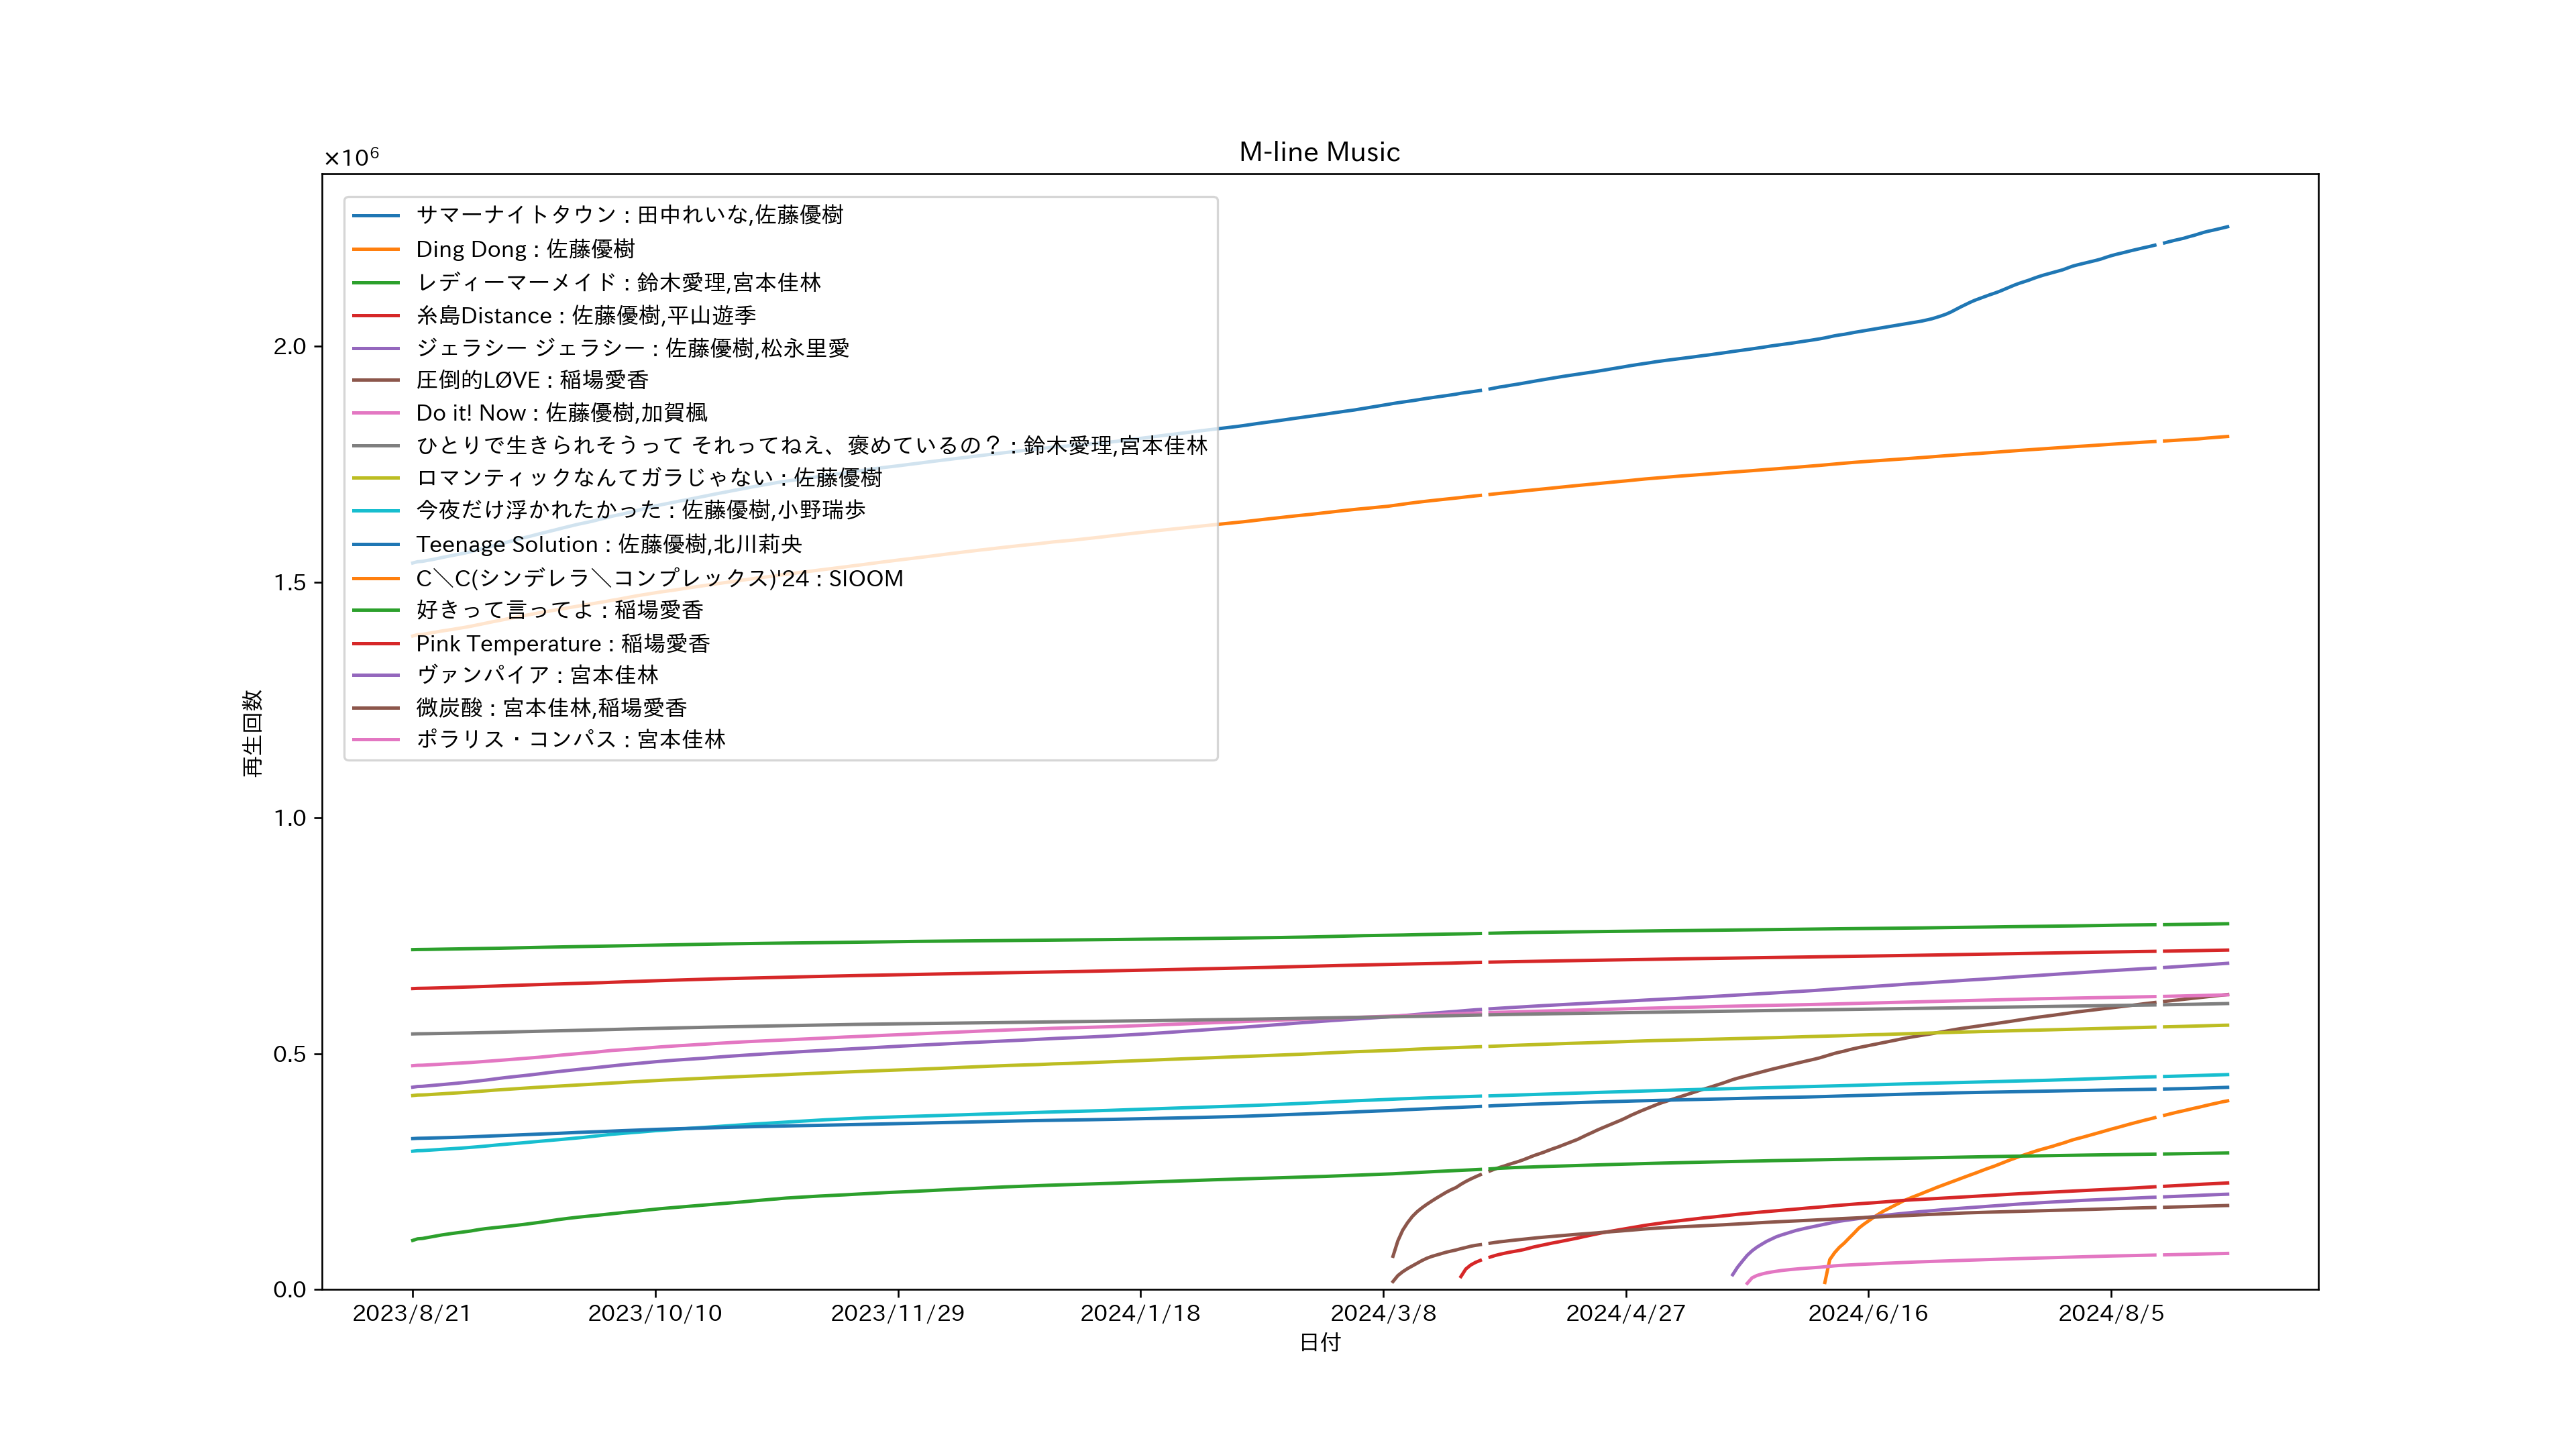 M-line Music
×10⁶
サマーナイトタウン : 田中れいな,佐藤優樹
Ding Dong : 佐藤優樹
レディーマーメイド : 鈴木愛理,宮本佳林
糸島Distance : 佐藤優樹,平山遊季
ジェラシー ジェラシー : 佐藤優樹,松永里愛
圧倒的LØVE : 稲場愛香
Do it! Now : 佐藤優樹,加賀楓
ひとりで生きられそうって それってねえ、褒めているの？ : 鈴木愛理,宮本佳林
ロマンティックなんてガラじゃない : 佐藤優樹
今夜だけ浮かれたかった : 佐藤優樹,小野瑞歩
Teenage Solution : 佐藤優樹,北川莉央
C＼C(シンデレラ＼コンプレックス)'24 : SIOOM
好きって言ってよ : 稲場愛香
Pink Temperature : 稲場愛香
ヴァンパイア : 宮本佳林
微炭酸 : 宮本佳林,稲場愛香
ポラリス・コンパス : 宮本佳林
2.0
1.5
1.0
0.5
0.0
再生回数
2023/8/21 2023/10/10 2023/11/29 2024/1/18 2024/3/8 2024/4/27 2024/6/16 2024/8/5
日付